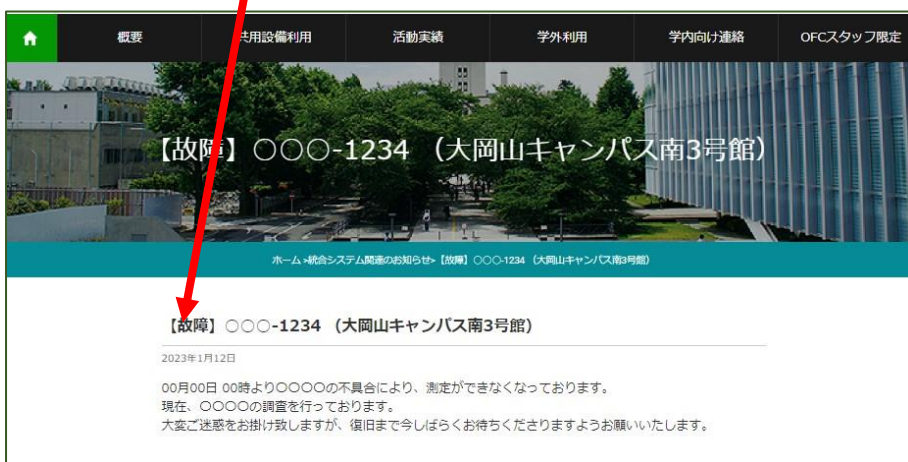 概要 共用設備利用 活動実績 学外利用 学内向け連絡 OFCスタッフ限定
【故障】○○○-1234 （大岡山キャンパス南3号館）
ホーム»統合システム関連のお知らせ»【故障】○○○-1234 （大岡山キャンパス南3号館）
【故障】○○○-1234 （大岡山キャンパス南3号館）
2023年1月12日
00月00日 00時より○○○○の不具合により、測定ができなくなっております。
現在、○○○○の調査を行っております。
大変ご迷惑をお掛け致しますが、復旧まで今しばらくお待ちくださりますようお願いいたします。